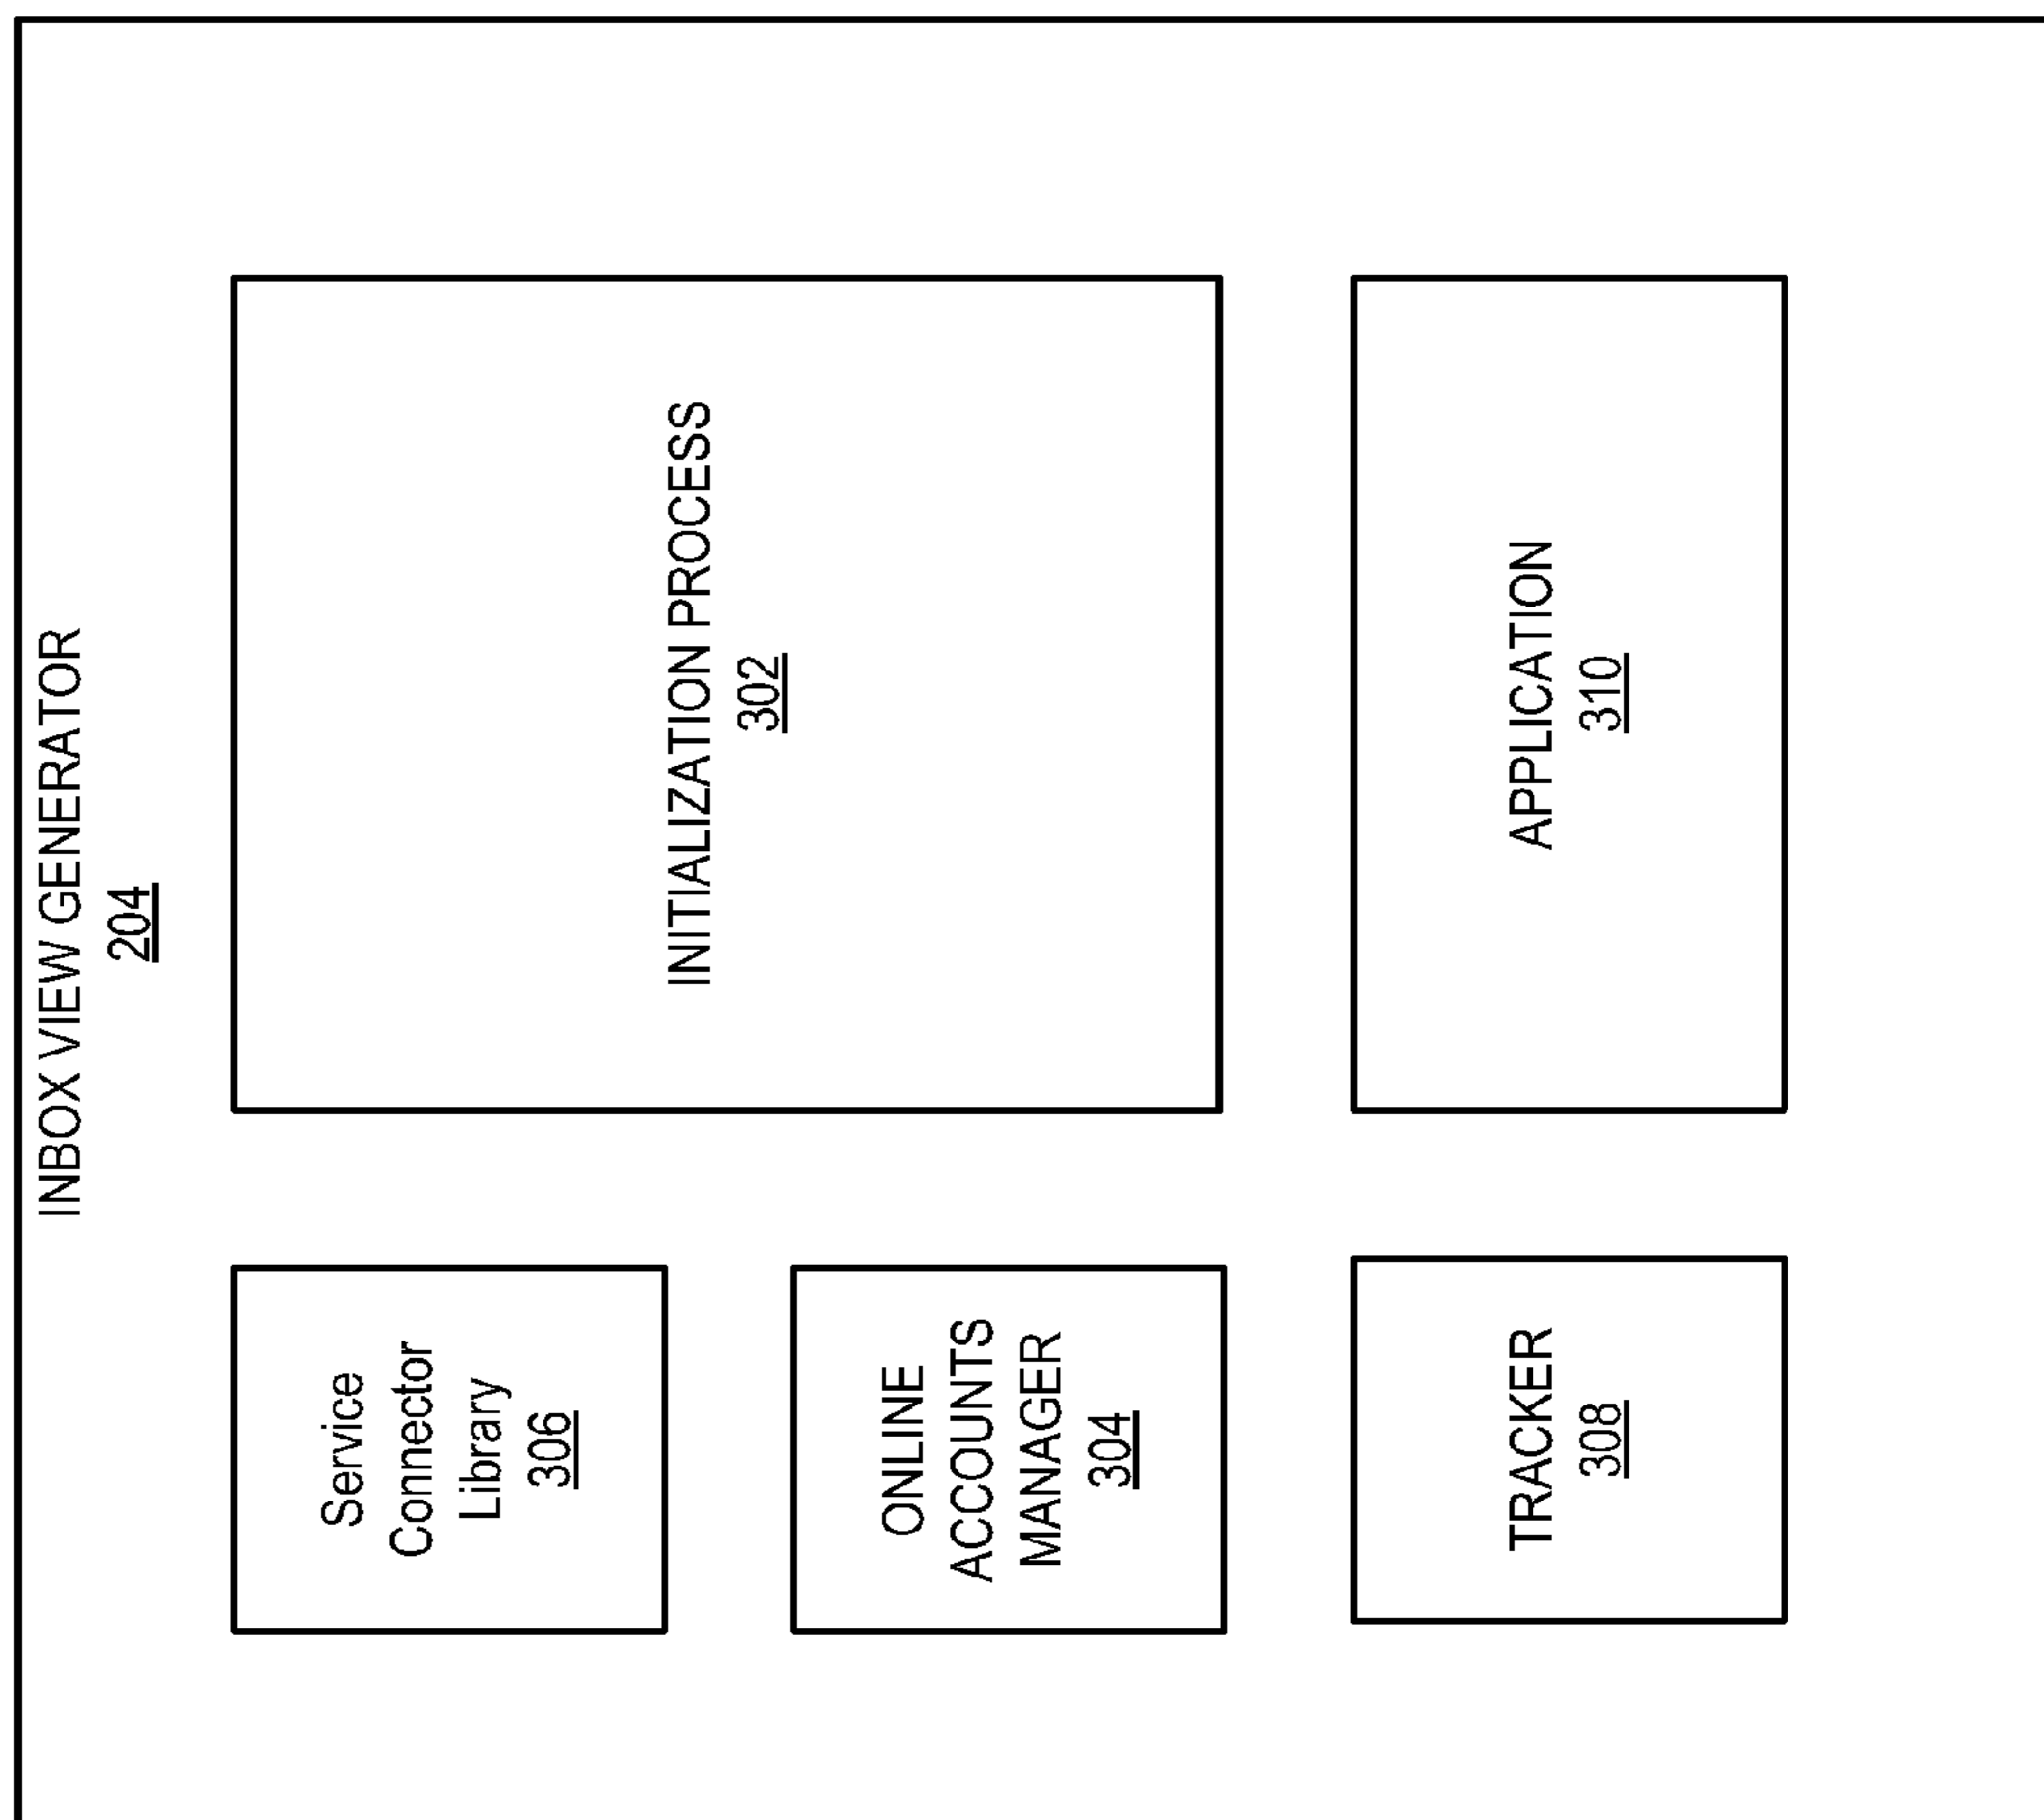 INBOX VIEW GENERATOR
204
Service
Connector
Library
306
INITIALIZATION PROCESS
302
ONLINE
ACCOUNTS
MANAGER
304
TRACKER
308
APPLICATION
310